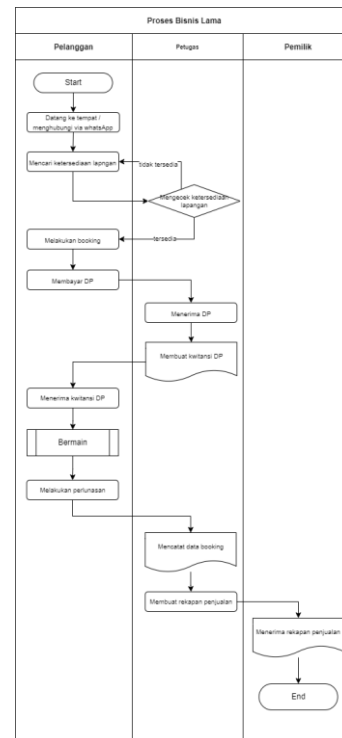 Proses Bisnis Lama
Pelanggan
Petugas
Pemilik
Start
Datang ke tempat /
menghubungi via whatsApp
Mencari ketersediaan lapngan
tidak tersedia
Mengecek ketersediaan
lapangan
tersedia
Melakukan booking
Membayar DP
Menerima DP
Membuat kwitansi DP
Menerima kwitansi DP
Bermain
Melakukan perlunasan
Mencatat data booking
Membuat rekapan penjualan
Menerima rekapan penjualan
End